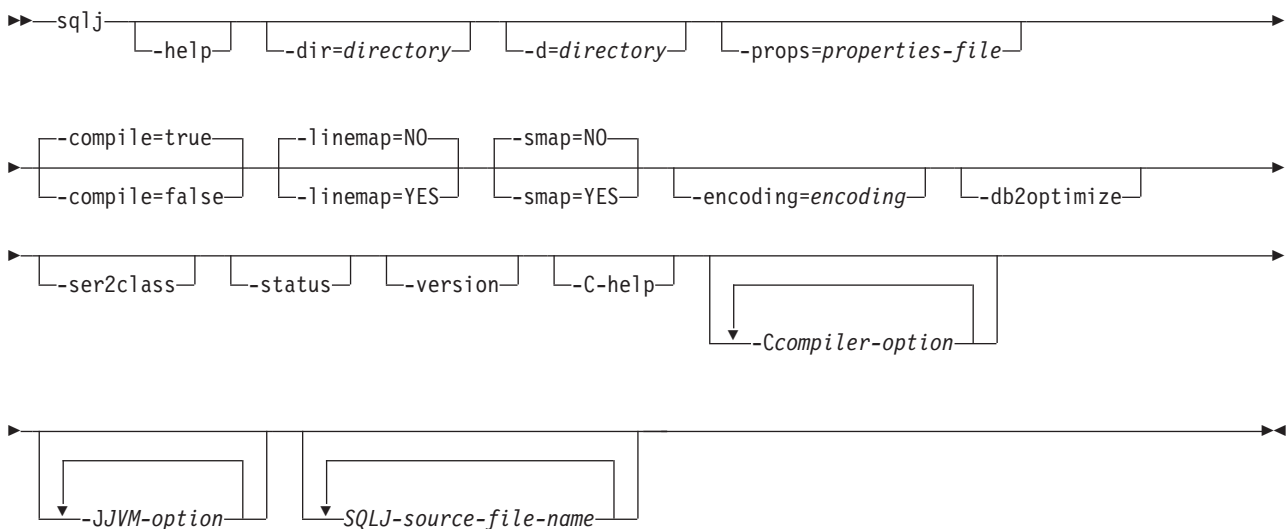 sqlj
-help -dir=directory -d=directory -props=properties-file
-compile=true -linemap=NO -smap=NO
-compile=false -linemap=YES -smap=YES -encoding=encoding -db2optimize
-ser2class -status -version -C-help
-Ccompiler-option
-JJVM-option SQLJ-source-file-name